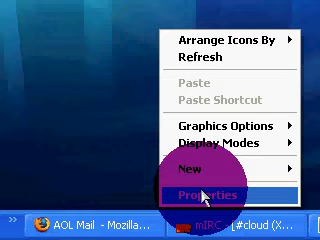 Arrange Icons By
Refresh
Paste
Paste Shortcut
Graphics Options
Display Modes
New
Properties
AOL Mail - Mozilla...
mIRC - [#cloud (X...